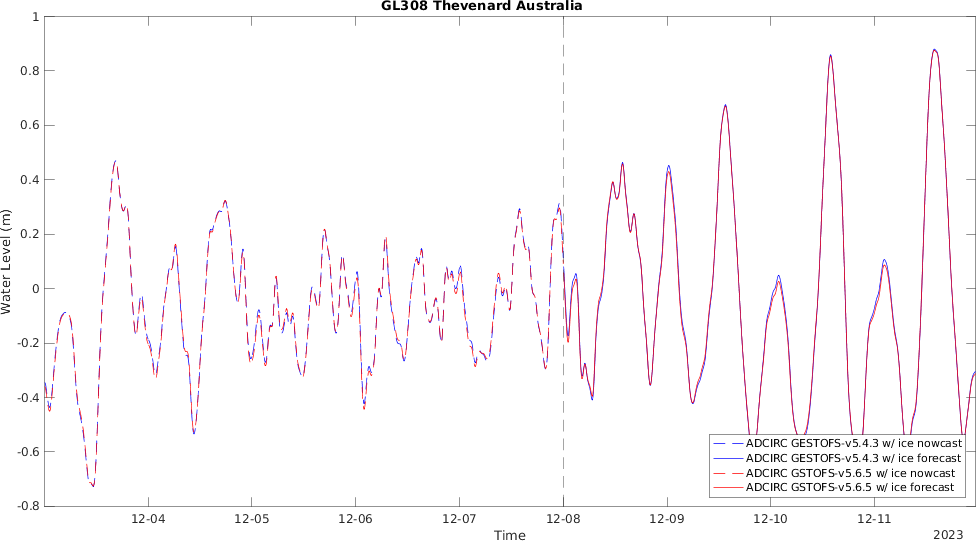 GL308 Thevenard Australia
1
0.8
0.6
0.4
0.2
0
-0.2
-0.4
-0.6
-0.8
Water Level (m)
ADCIRC GESTOFS-v5.4.3 w/ ice nowcast
ADCIRC GESTOFS-v5.4.3 w/ ice forecast
ADCIRC GSTOFS-v5.6.5 w/ ice nowcast
ADCIRC GSTOFS-v5.6.5 w/ ice forecast
12-04 12-05 12-06 12-07 12-08 12-09 12-10 12-11
Time
2023